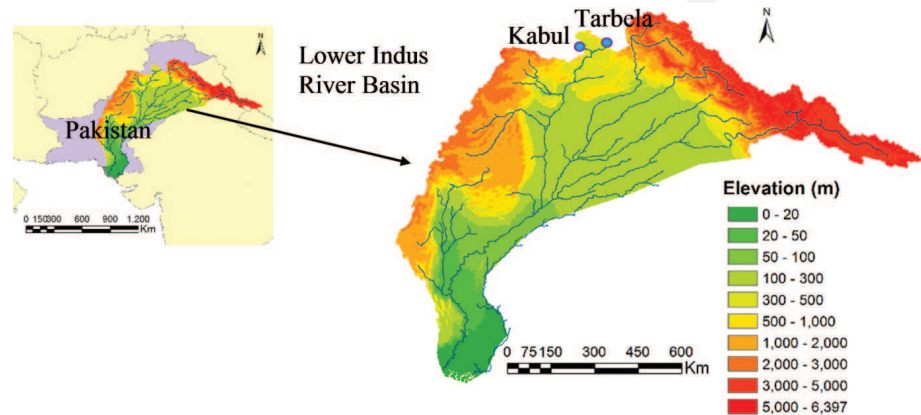 N
Pakistan
0 150300 600 900 1.200
Km
Lower Indus
River Basin
Kabul
Tarbela
N
Elevation (m)
0 - 20
20 - 50
50 - 100
100 - 300
300 - 500
500 - 1,000
1,000 - 2,000
2,000 - 3,000
3,000 - 5,000
5,000 - 6,397
0 75 150 300 450 600
Km